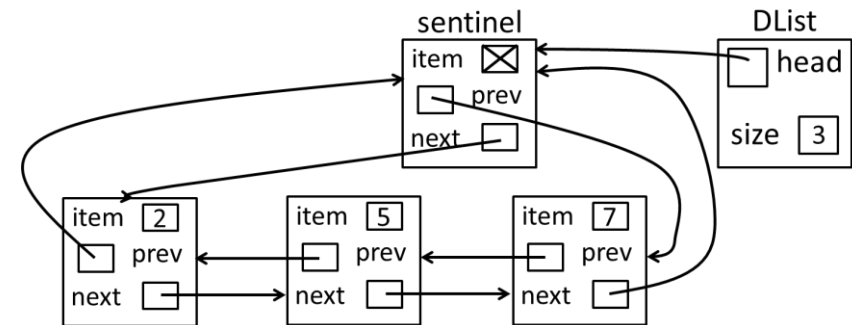 sentinel
item
prev
next
DList
head
size 3
item 2
prev
next
item 5
prev
next
item 7
prev
next